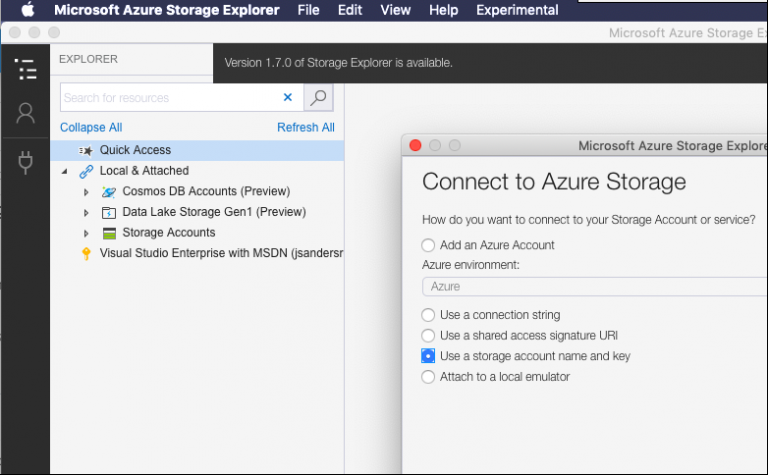 Microsoft Azure Storage Explorer File Edit View Help Experimental
Microsoft Azure Storage
EXPLORER
Version 1.7.0 of Storage Explorer is available.
Search for resources
Collapse All Refresh All
Quick Access
Local & Attached
Cosmos DB Accounts (Preview)
Data Lake Storage Gen1 (Preview)
Storage Accounts
Visual Studio Enterprise with MSDN (jsandersr
Microsoft Azure Storage Explore
Connect to Azure Storage
How do you want to connect to your Storage Account or service?
Add an Azure Account
Azure environment:
Azure
Use a connection string
Use a shared access signature URI
Use a storage account name and key
Attach to a local emulator